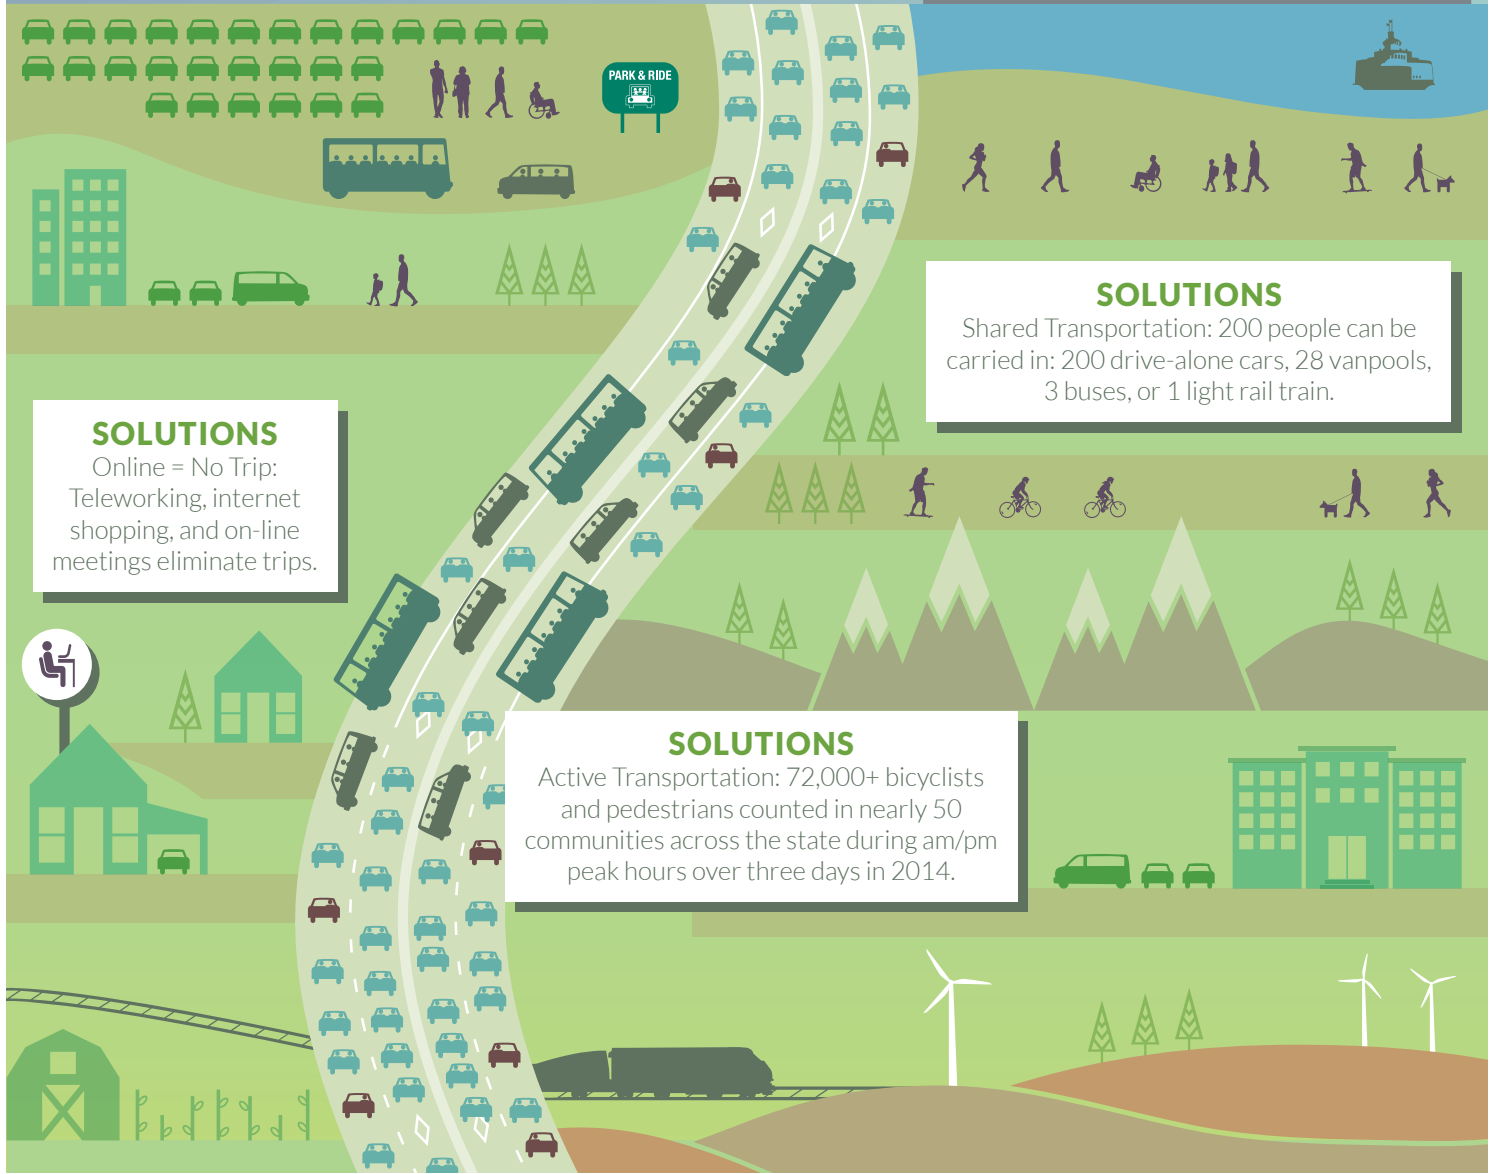 PARK & RIDE
SOLUTIONS
Shared Transportation: 200 people can be
carried in: 200 drive-alone cars, 28 vanpools,
3 buses, or 1 light rail train.
SOLUTIONS
Online = No Trip:
Teleworking, internet
shopping, and on-line
meetings eliminate trips.
SOLUTIONS
Active Transportation: 72,000+ bicyclists
and pedestrians counted in nearly 50
communities across the state during am/pm
peak hours over three days in 2014.